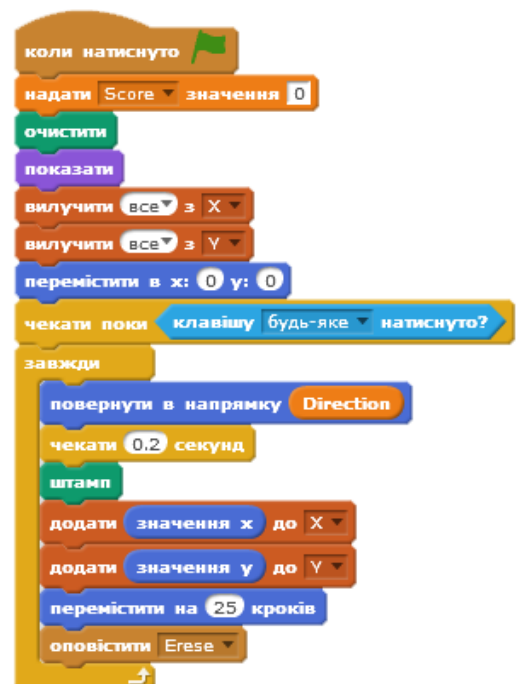 коли натиснуто
надати Score значення 0
очистити
показати
вилучити все з X
вилучити все з Y
перемістити в x: 0 y: 0
чекати поки клавішу будь-яке натиснуто?
завжди
повернути в напрямку Direction
чекати 0.2 секунд
штамп
додати значення x до X
додати значення y до Y
перемістити на 25 кроків
оповістити Erese